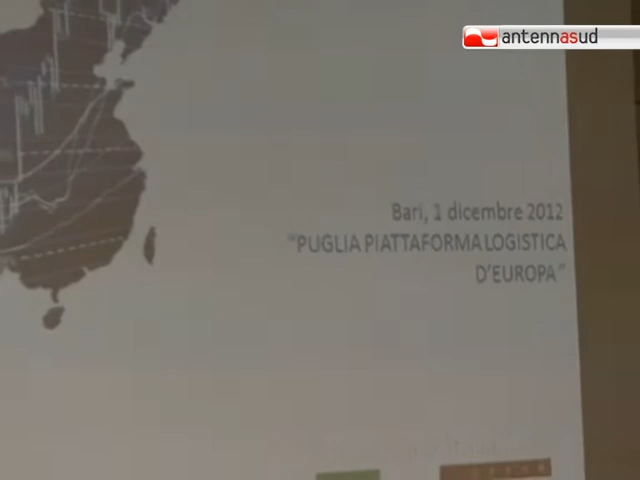 antennasud
Bari, 1 dicembre 2012
"PUGLIA PIATTAFORMA LOGISTICA
D'EUROPA"